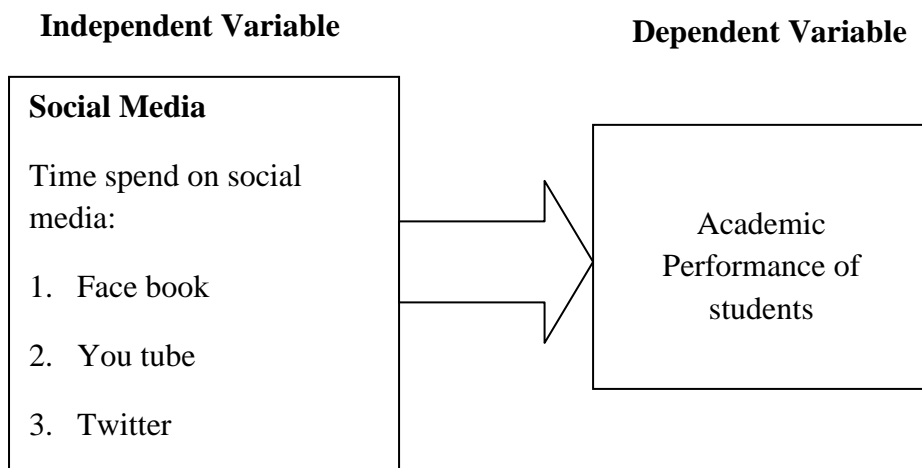 Independent Variable
Dependent Variable
Social Media
Time spend on social
media:
1. Face book
2. You tube
3. Twitter
Academic
Performance of
students